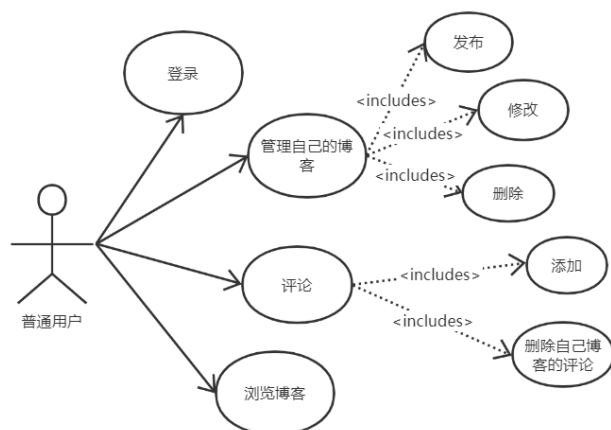 发布
登录
<includes>
修改
<includes>
管理自己的博
客
<includes>
删除
添加
<includes>
评论
<includes>
普通用户
删除自己博
客的评论
浏览博客